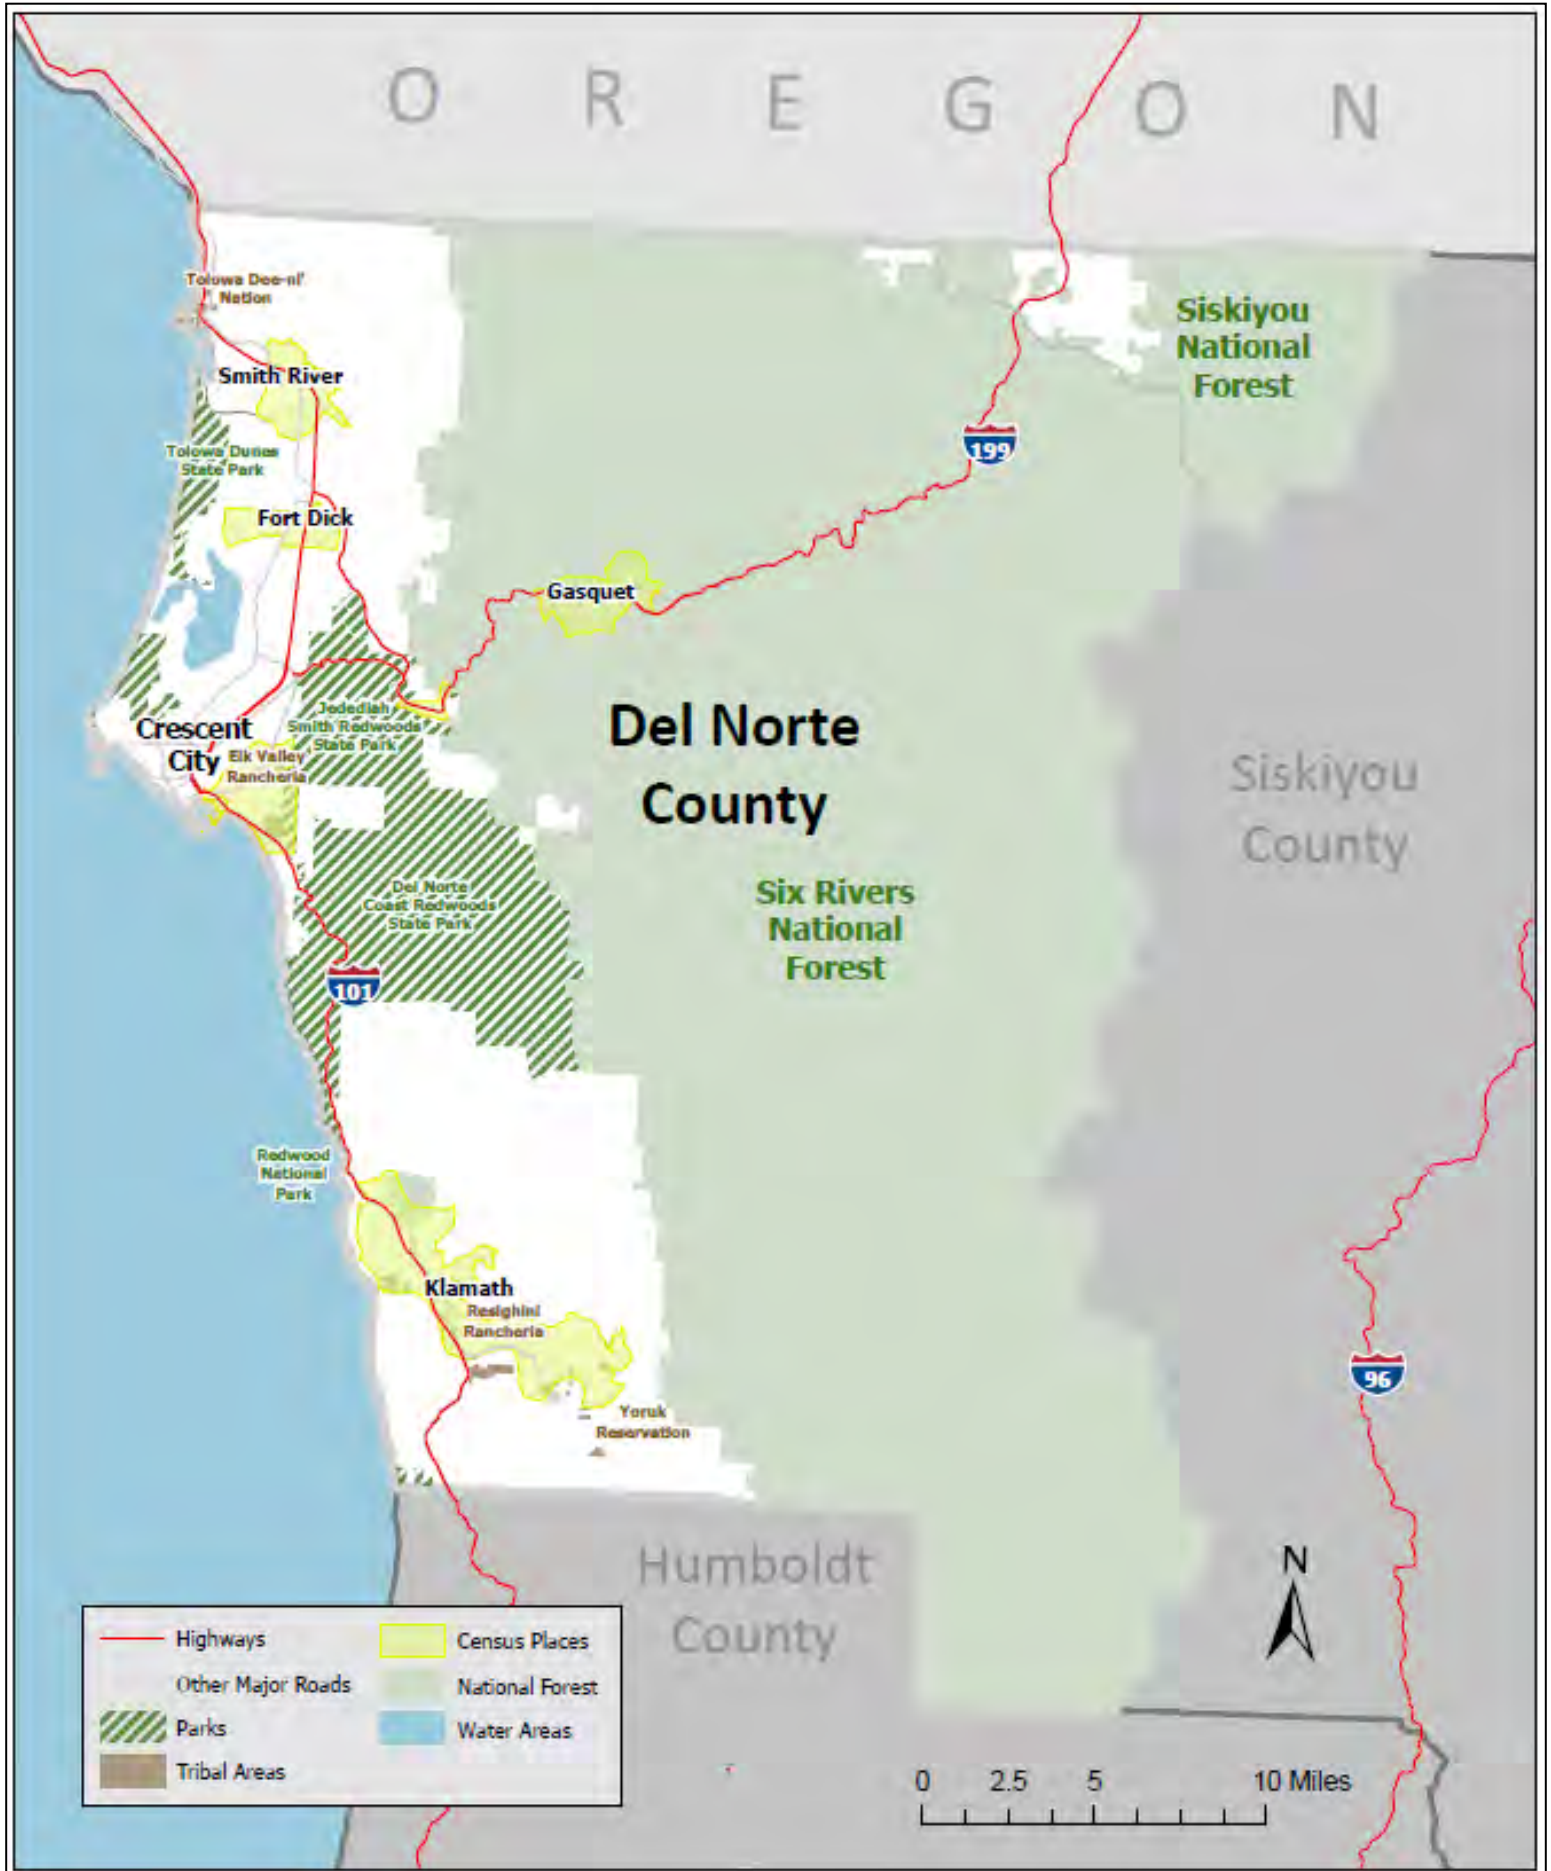 O R E G O N
Tolowa Dee-ni'
Nation
Siskiyou
National
Forest
Smith River
199
Tolowa Dunes
State Park
Fort Dick
Gasquet
Del Norte
County
Jedediah
Smith Redwoods
State Park
Crescent
City
Elk Valley
Rancheria
Siskiyou
County
Del Norte
Coast Redwoods
State Park
Six Rivers
National
Forest
101
Redwood
National
Park
Klamath
Resighini
Rancheria
96
Yoruk
Reservation
Humboldt
County
N
Highways
Other Major Roads
Parks
Tribal Areas
Census Places
National Forest
Water Areas
0 2.5 5 10 Miles